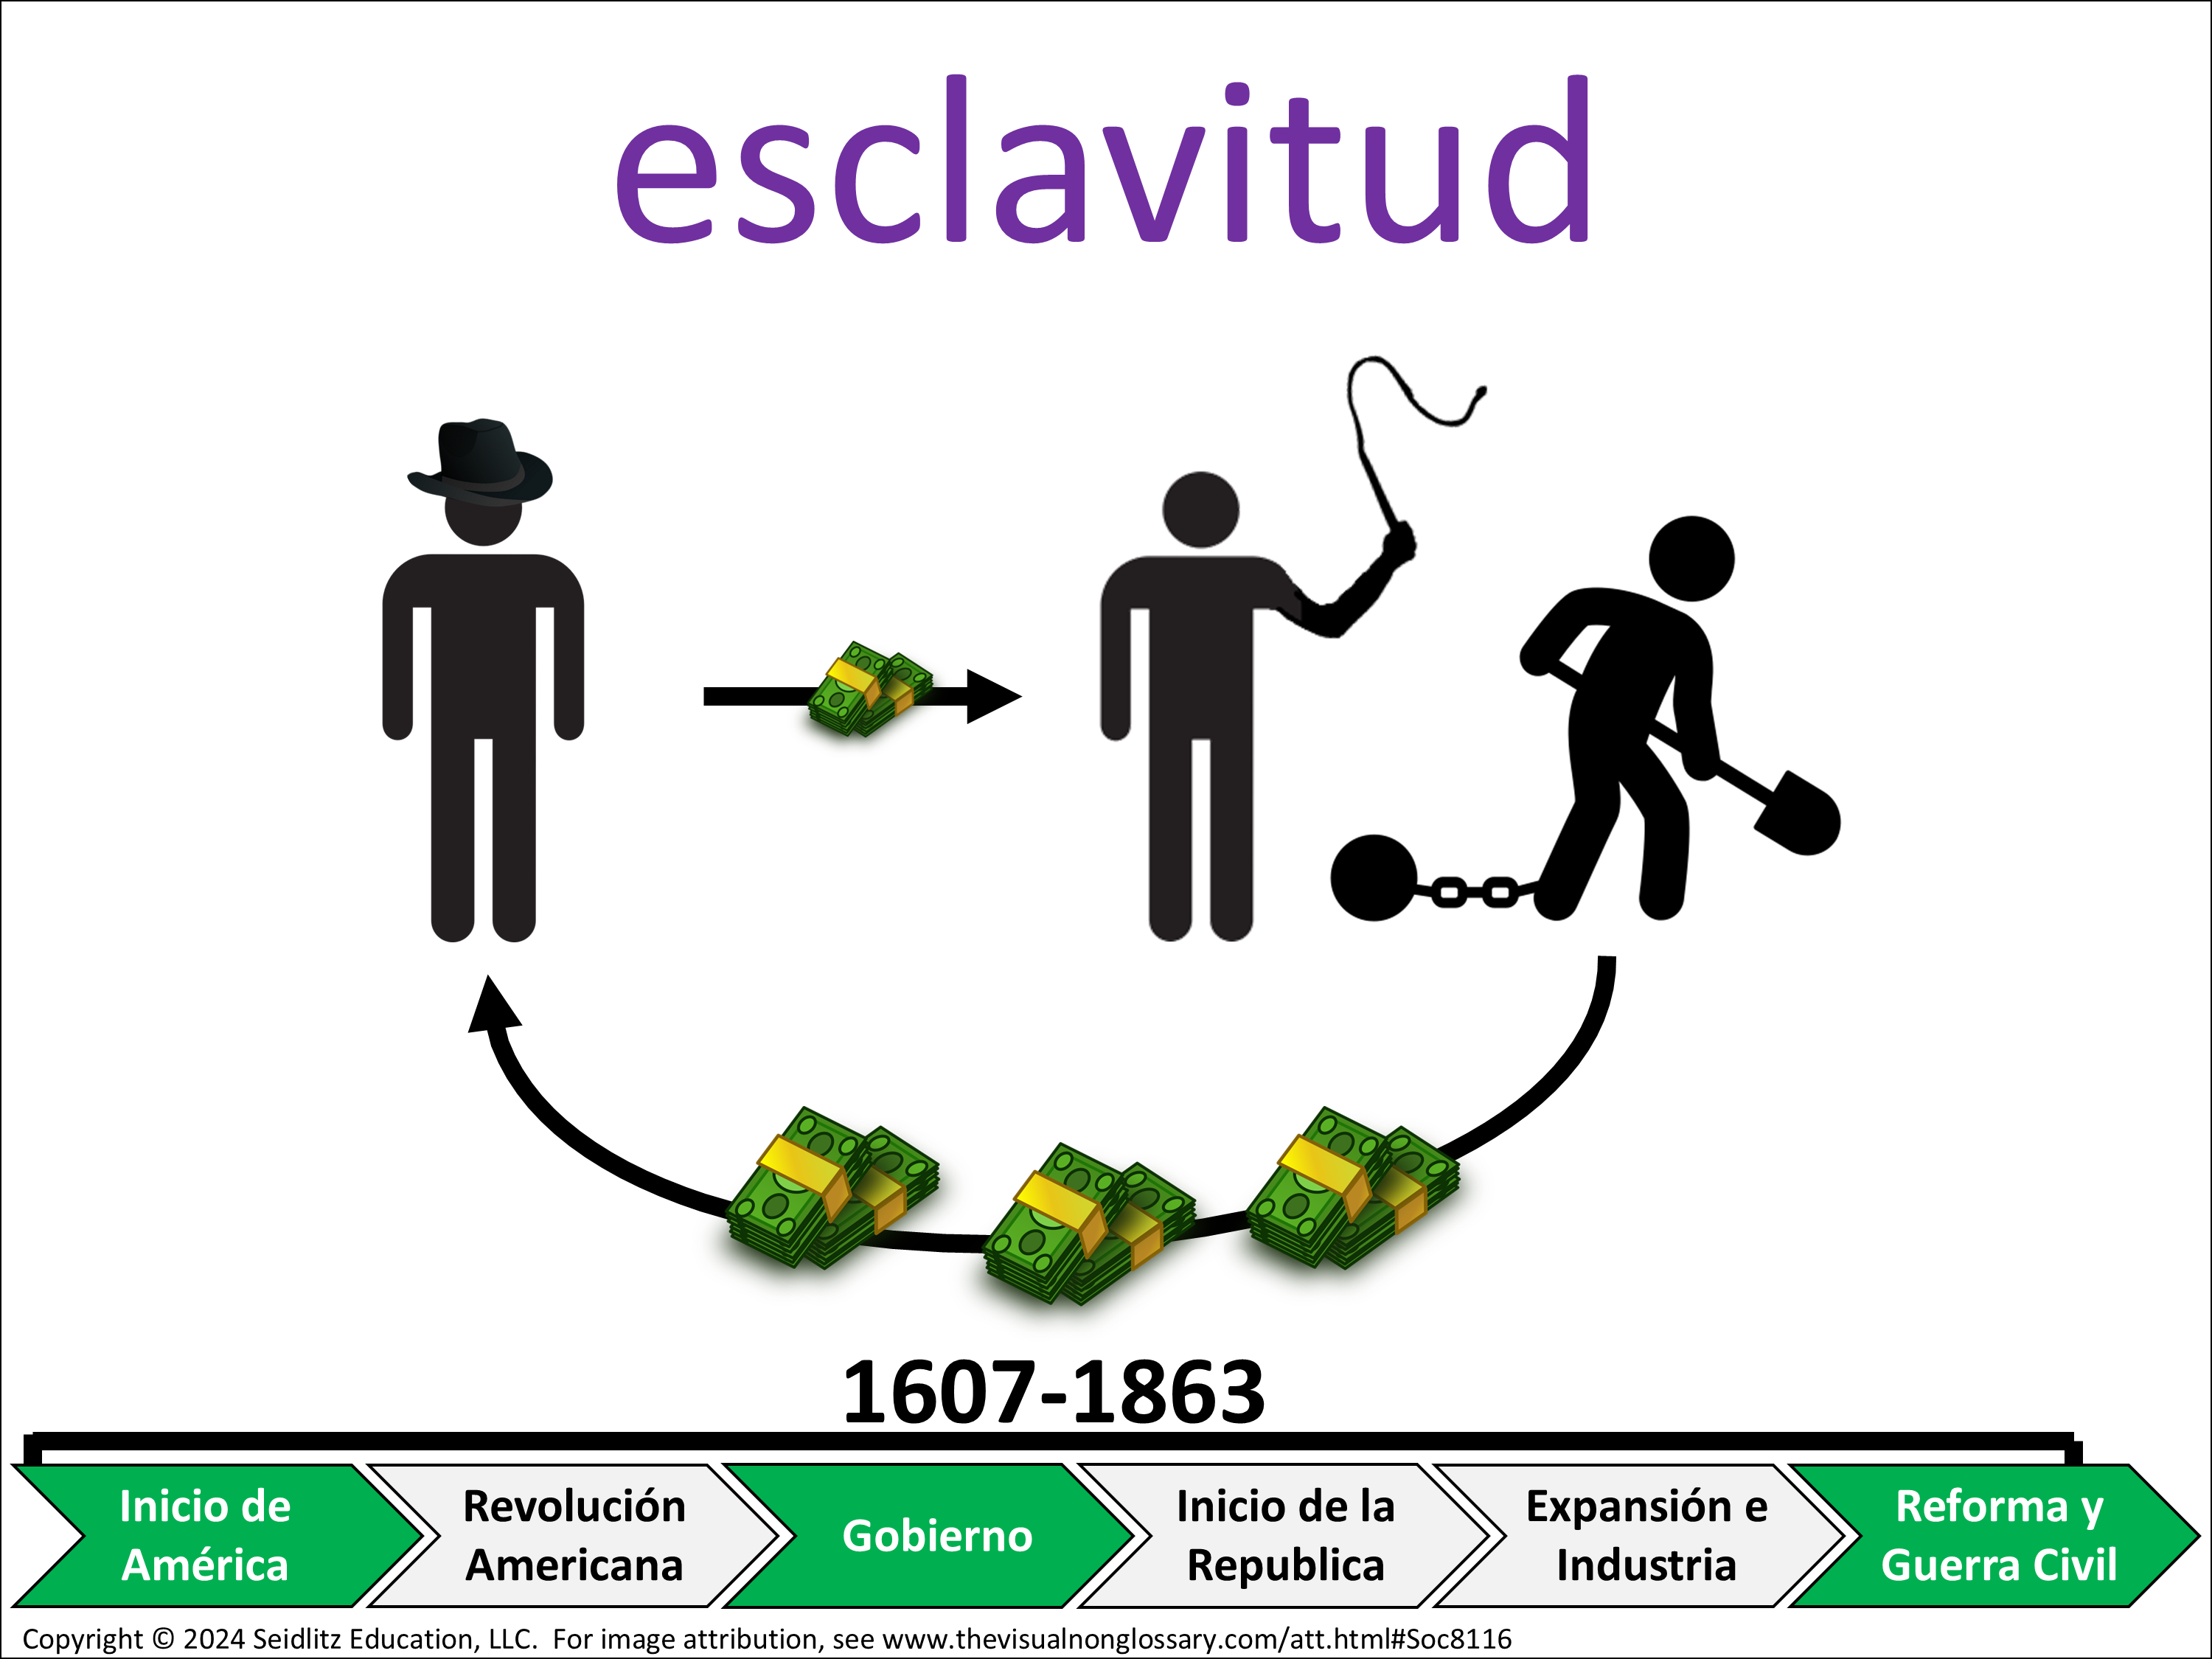 esclavitud
1607-1863
Inicio de
América
Revolución
Americana
Gobierno
Inicio de la
Republica
Expansión e
Industria
Reforma y
Guerra Civil
Copyright © 2024 Seidlitz Education, LLC.  For image attribution, see www.thevisualnonglossary.com/att.html#Soc8116